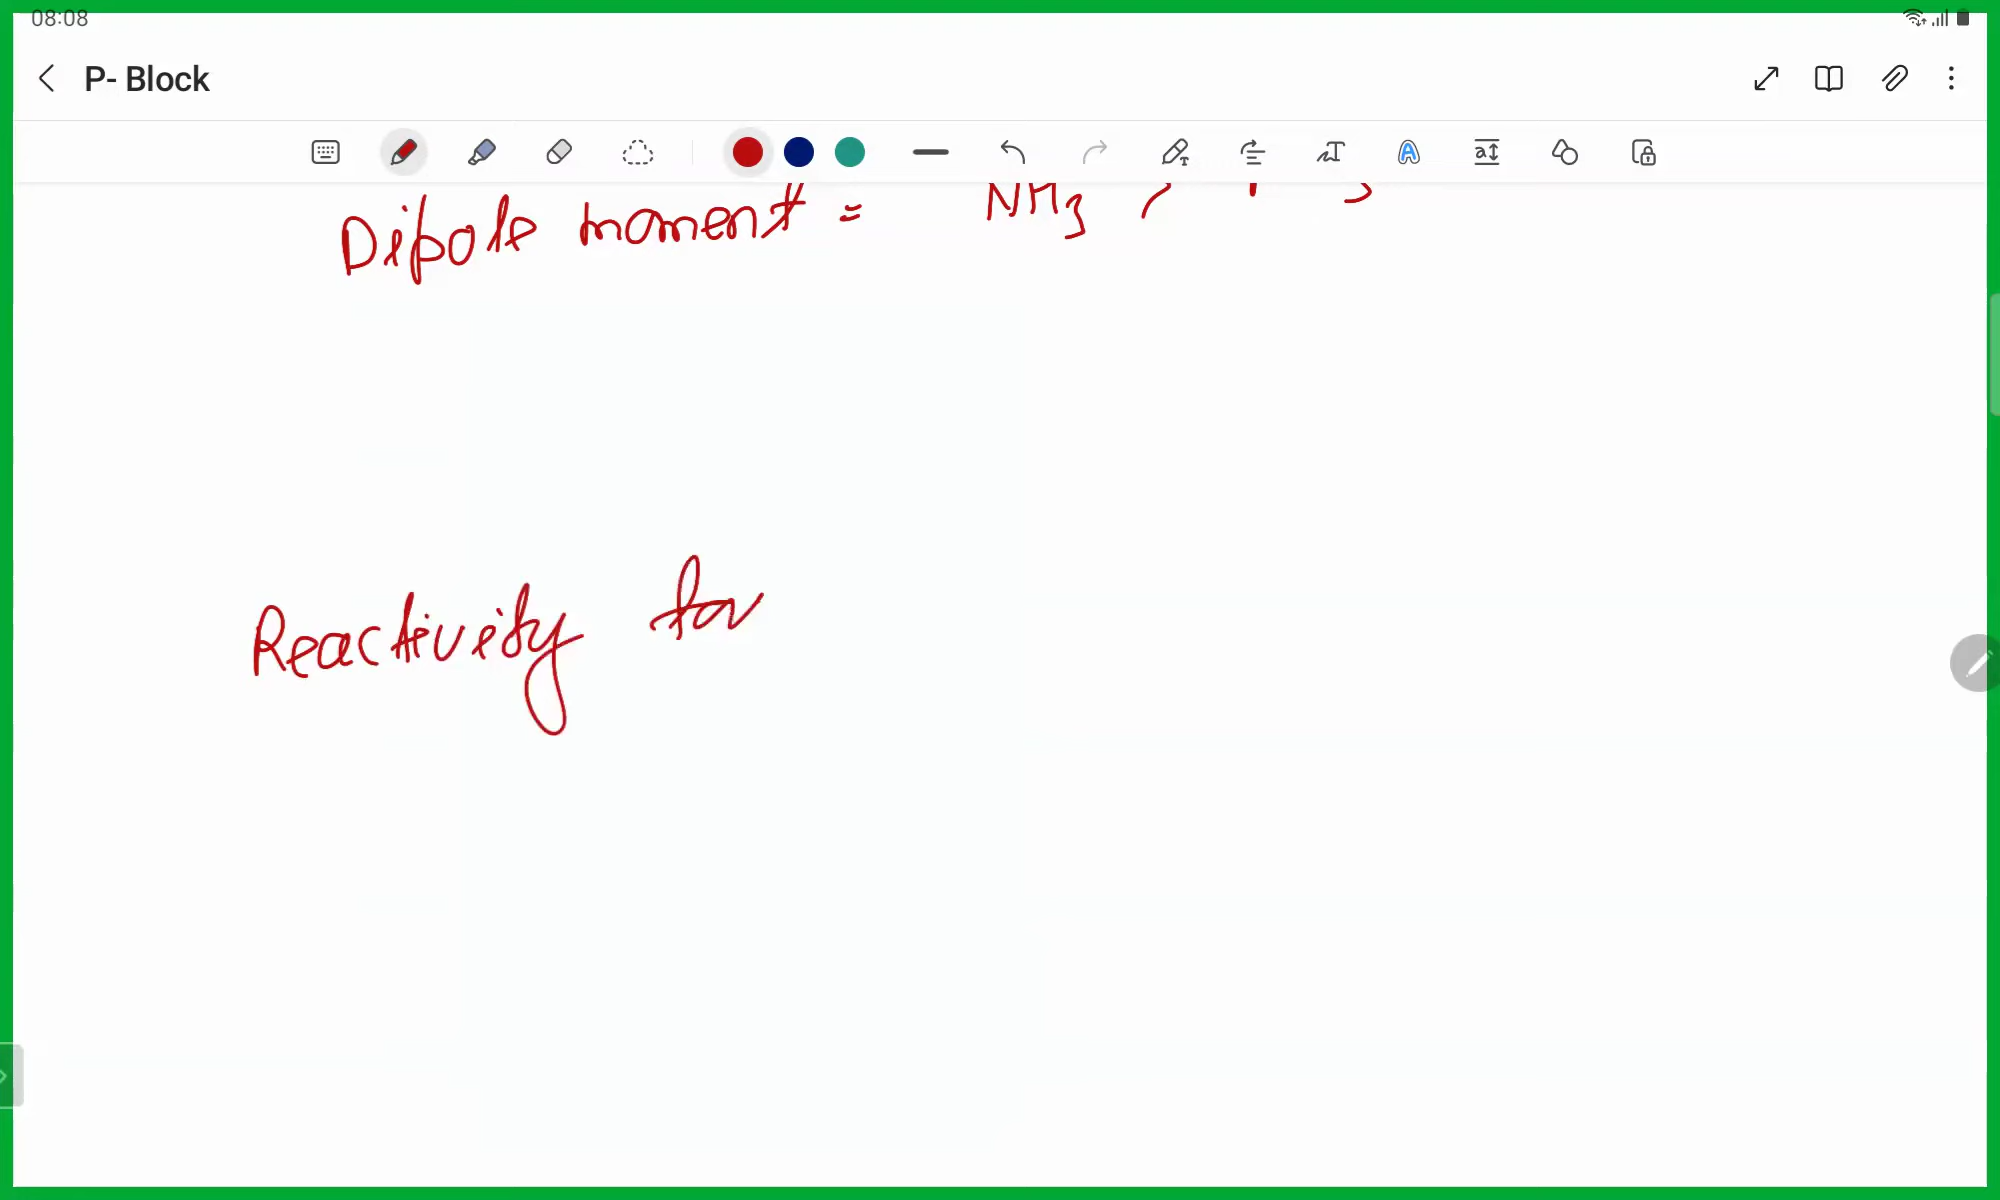 08:08
P- Block
Dipole moment = NH3
Reactivity for